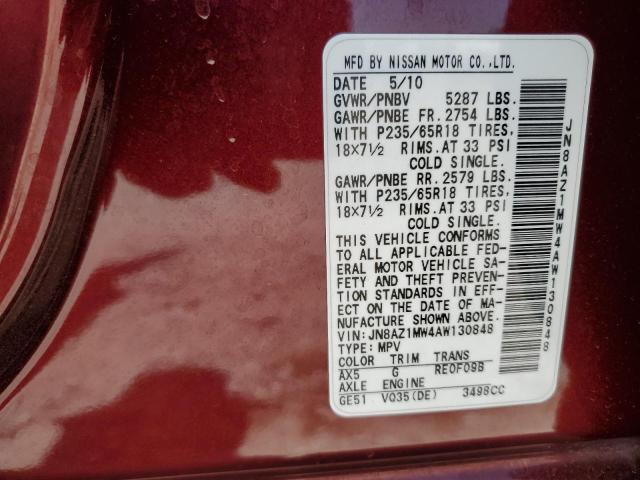 MFD BY NISSAN MOTOR CO.,LTD.
DATE 5/10
GVWR/PNBV 5287 LBS.
GAWR/PNBE FR. 2754 LBS.
WITH P235/65R18 TIRES,
18X7½ RIMS.AT 33 PSI
COLD SINGLE.
GAWR/PNBE RR. 2579 LBS.
WITH P235/65R18 TIRES,
18X7½ RIMS.AT 33 PSI
COLD SINGLE.
THIS VEHICLE CONFORMS
TO ALL APPLICABLE FED-
ERAL MOTOR VEHICLE SA-
FETY AND THEFT PREVEN-
TION STANDARDS IN EFF-
ECT ON THE DATE OF MA-
NUFACTURE SHOWN ABOVE.
VIN:JN8AZ1MW4AW130848
TYPE:MPV
COLOR TRIM TRANS
AX5 G RE0F09B
AXLE ENGINE
GE51 VQ35(DE) 3498CC
JN8AZ1MW4AW130848